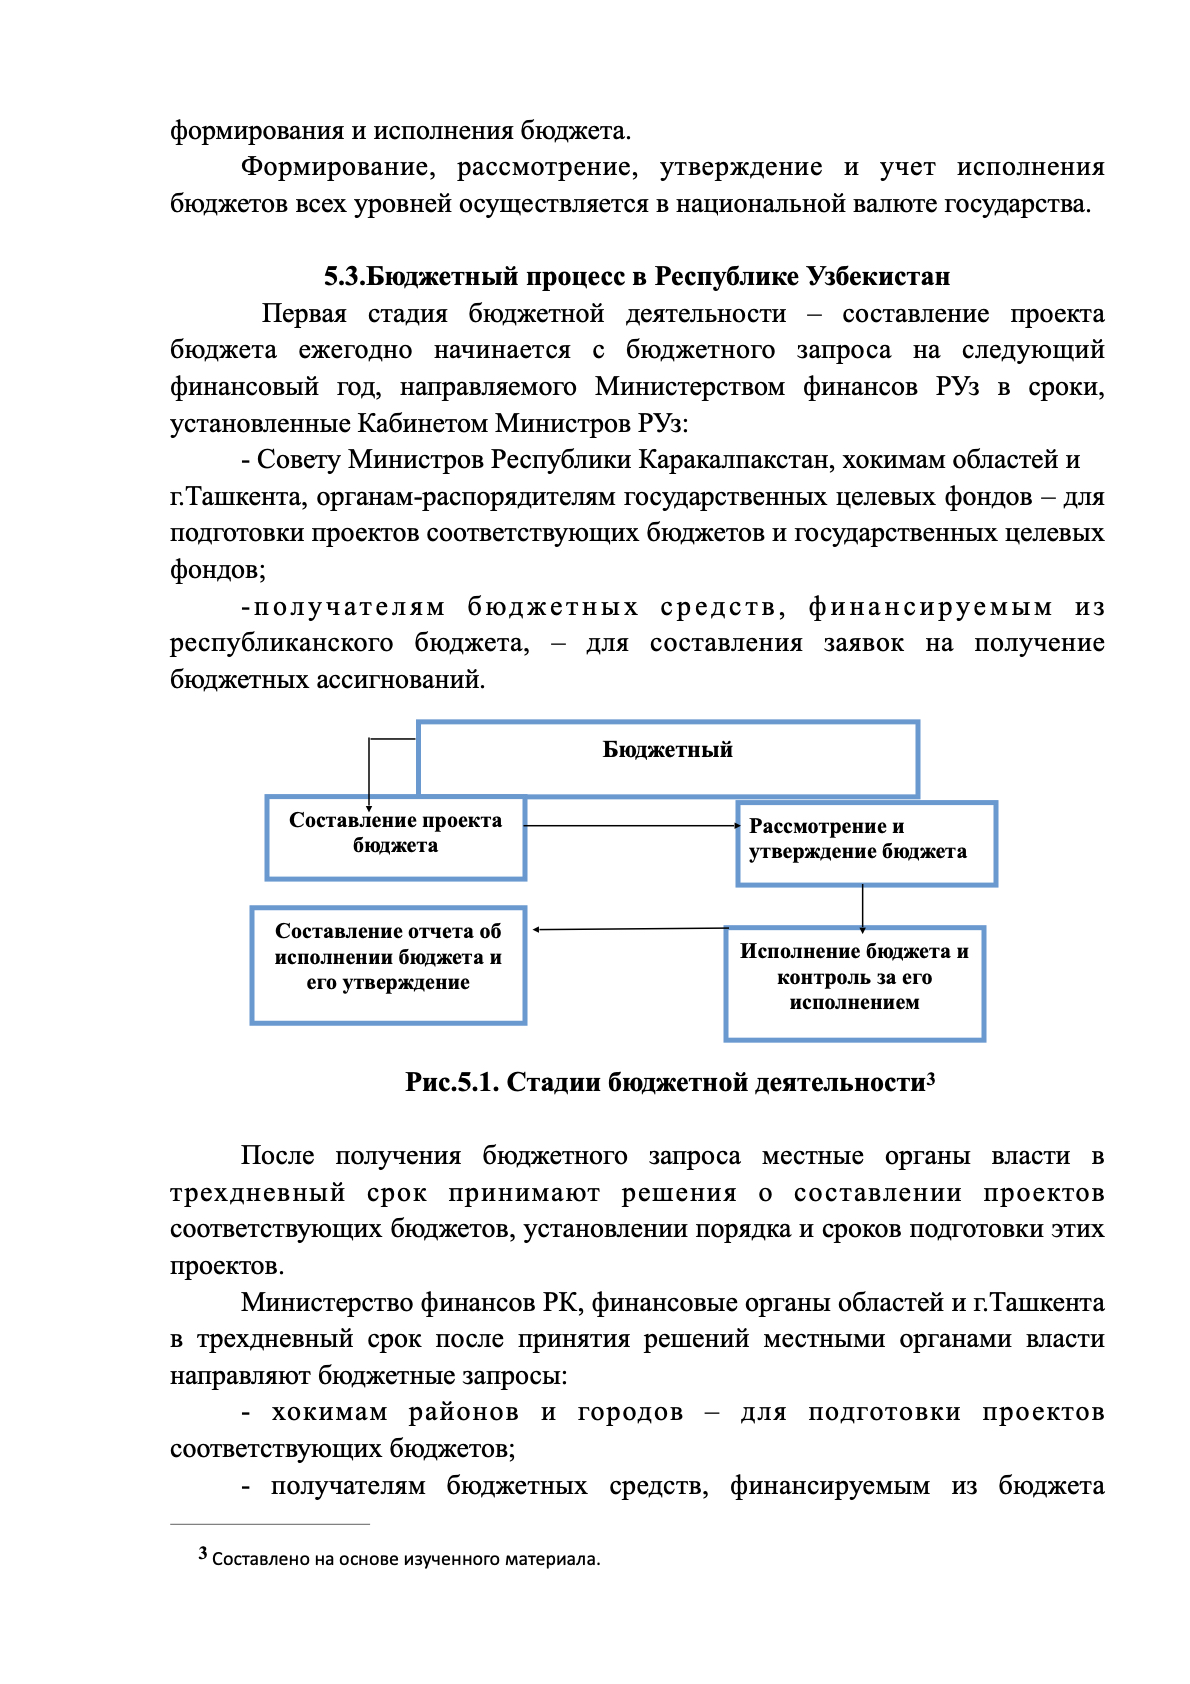 формирования и исполнения бюджета.
Формирование, рассмотрение, утверждение и учет исполнения
бюджетов всех уровней осуществляется в национальной валюте государства.
5.3.Бюджетный процесс в Республике Узбекистан
Первая стадия бюджетной деятельности – составление проекта
бюджета ежегодно начинается с бюджетного запроса на следующий
финансовый год, направляемого Министерством финансов РУз в сроки,
установленные Кабинетом Министров РУз:
- Совету Министров Республики Каракалпакстан, хокимам областей и
г.Ташкента, органам-распорядителям государственных целевых фондов – для
подготовки проектов соответствующих бюджетов и государственных целевых
фондов;
-получателям бюджетных средств, финансируемым из
республиканского бюджета, – для составления заявок на получение
бюджетных ассигнований.
Бюджетный
Составление проекта
бюджета
Рассмотрение и
утверждение бюджета
Составление отчета об
исполнении бюджета и
его утверждение
Исполнение бюджета и
контроль за его
исполнением
Рис.5.1. Стадии бюджетной деятельности³
После получения бюджетного запроса местные органы власти в
трехдневный срок принимают решения о составлении проектов
соответствующих бюджетов, установлении порядка и сроков подготовки этих
проектов.
Министерство финансов РК, финансовые органы областей и г.Ташкента
в трехдневный срок после принятия решений местными органами власти
направляют бюджетные запросы:
- хокимам районов и городов – для подготовки проектов
соответствующих бюджетов;
- получателям бюджетных средств, финансируемым из бюджета
³ Составлено на основе изученного материала.